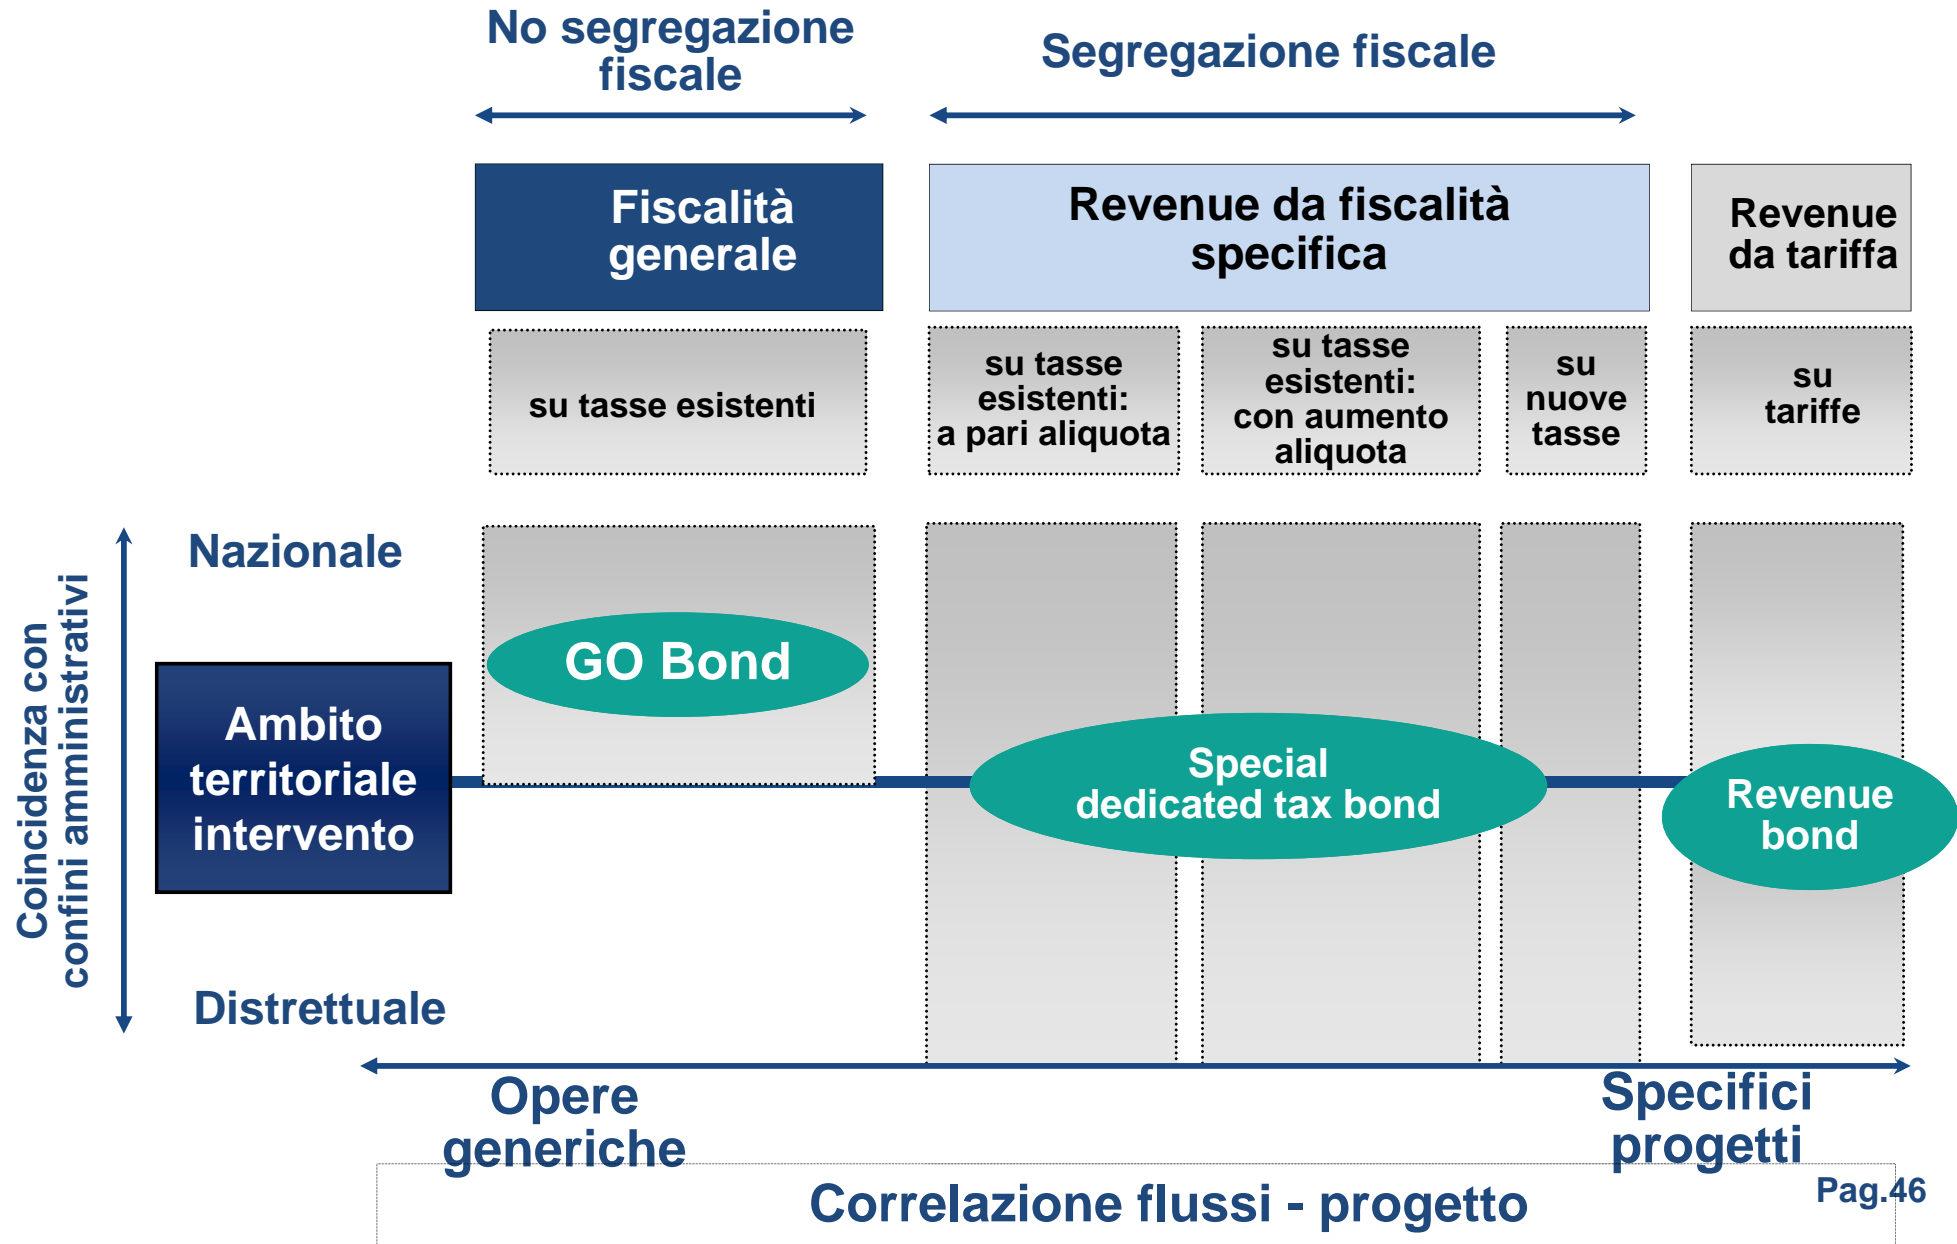 No segregazione
fiscale
Segregazione fiscale
Fiscalità
generale
Revenue da fiscalità
specifica
Revenue
da tariffa
su tasse esistenti
su tasse
esistenti:
a pari aliquota
su tasse
esistenti:
con aumento
aliquota
su
nuove
tasse
su
tariffe
Coincidenza con
confini amministrativi
Nazionale
GO Bond
Ambito
territoriale
intervento
Special
dedicated tax bond
Revenue
bond
Distrettuale
Opere
generiche
Specifici
progetti
Correlazione flussi - progetto
Pag.46